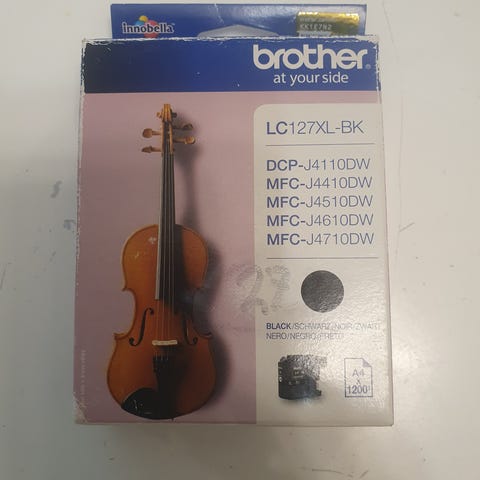 innobella
brother
at your side
LC127XL-BK
DCP-J4110DW
MFC-J4410DW
MFC-J4510DW
MFC-J4610DW
MFC-J4710DW
23
BLACK/SCHWARZ/NOIR/ZWART
NERO/NEGRO/PRETO
A4
x
1200